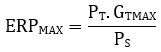 ERP_MAX = P_T. G_TMAX / P_S